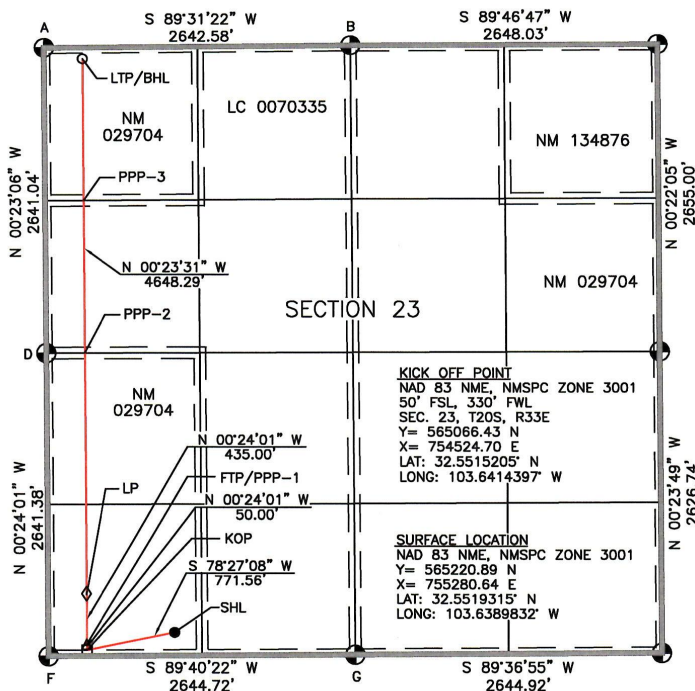 S 89°31'22" W
2642.58'
S 89°46'47" W
2648.03'
A
B
LTP/BHL
LC 0070335
NM
029704
NM 134876
N 00°23'06" W
2641.04'
N 00°22'05" W
2655.00'
PPP-3
N 00°23'31" W
4648.29'
NM 029704
SECTION 23
PPP-2
D
NM
029704
KICK OFF POINT
NAD 83 NME, NMSPC ZONE 3001
50' FSL, 330' FWL
SEC. 23, T20S, R33E
Y= 565066.43 N
X= 754524.70 E
LAT: 32.5515205° N
LONG: 103.6414397° W
N 00°24'01" W
435.00'
FTP/PPP-1
LP
N 00°24'01" W
50.00'
KOP
N 00°24'01" W
2641.38'
N 00°23'49" W
2626.74'
S 78°27'08" W
771.56'
SHL
SURFACE LOCATION
NAD 83 NME, NMSPC ZONE 3001
Y= 565220.89 N
X= 755280.64 E
LAT: 32.5519315° N
LONG: 103.6389832° W
F
G
S 89°40'22" W
2644.72'
S 89°36'55" W
2644.92'